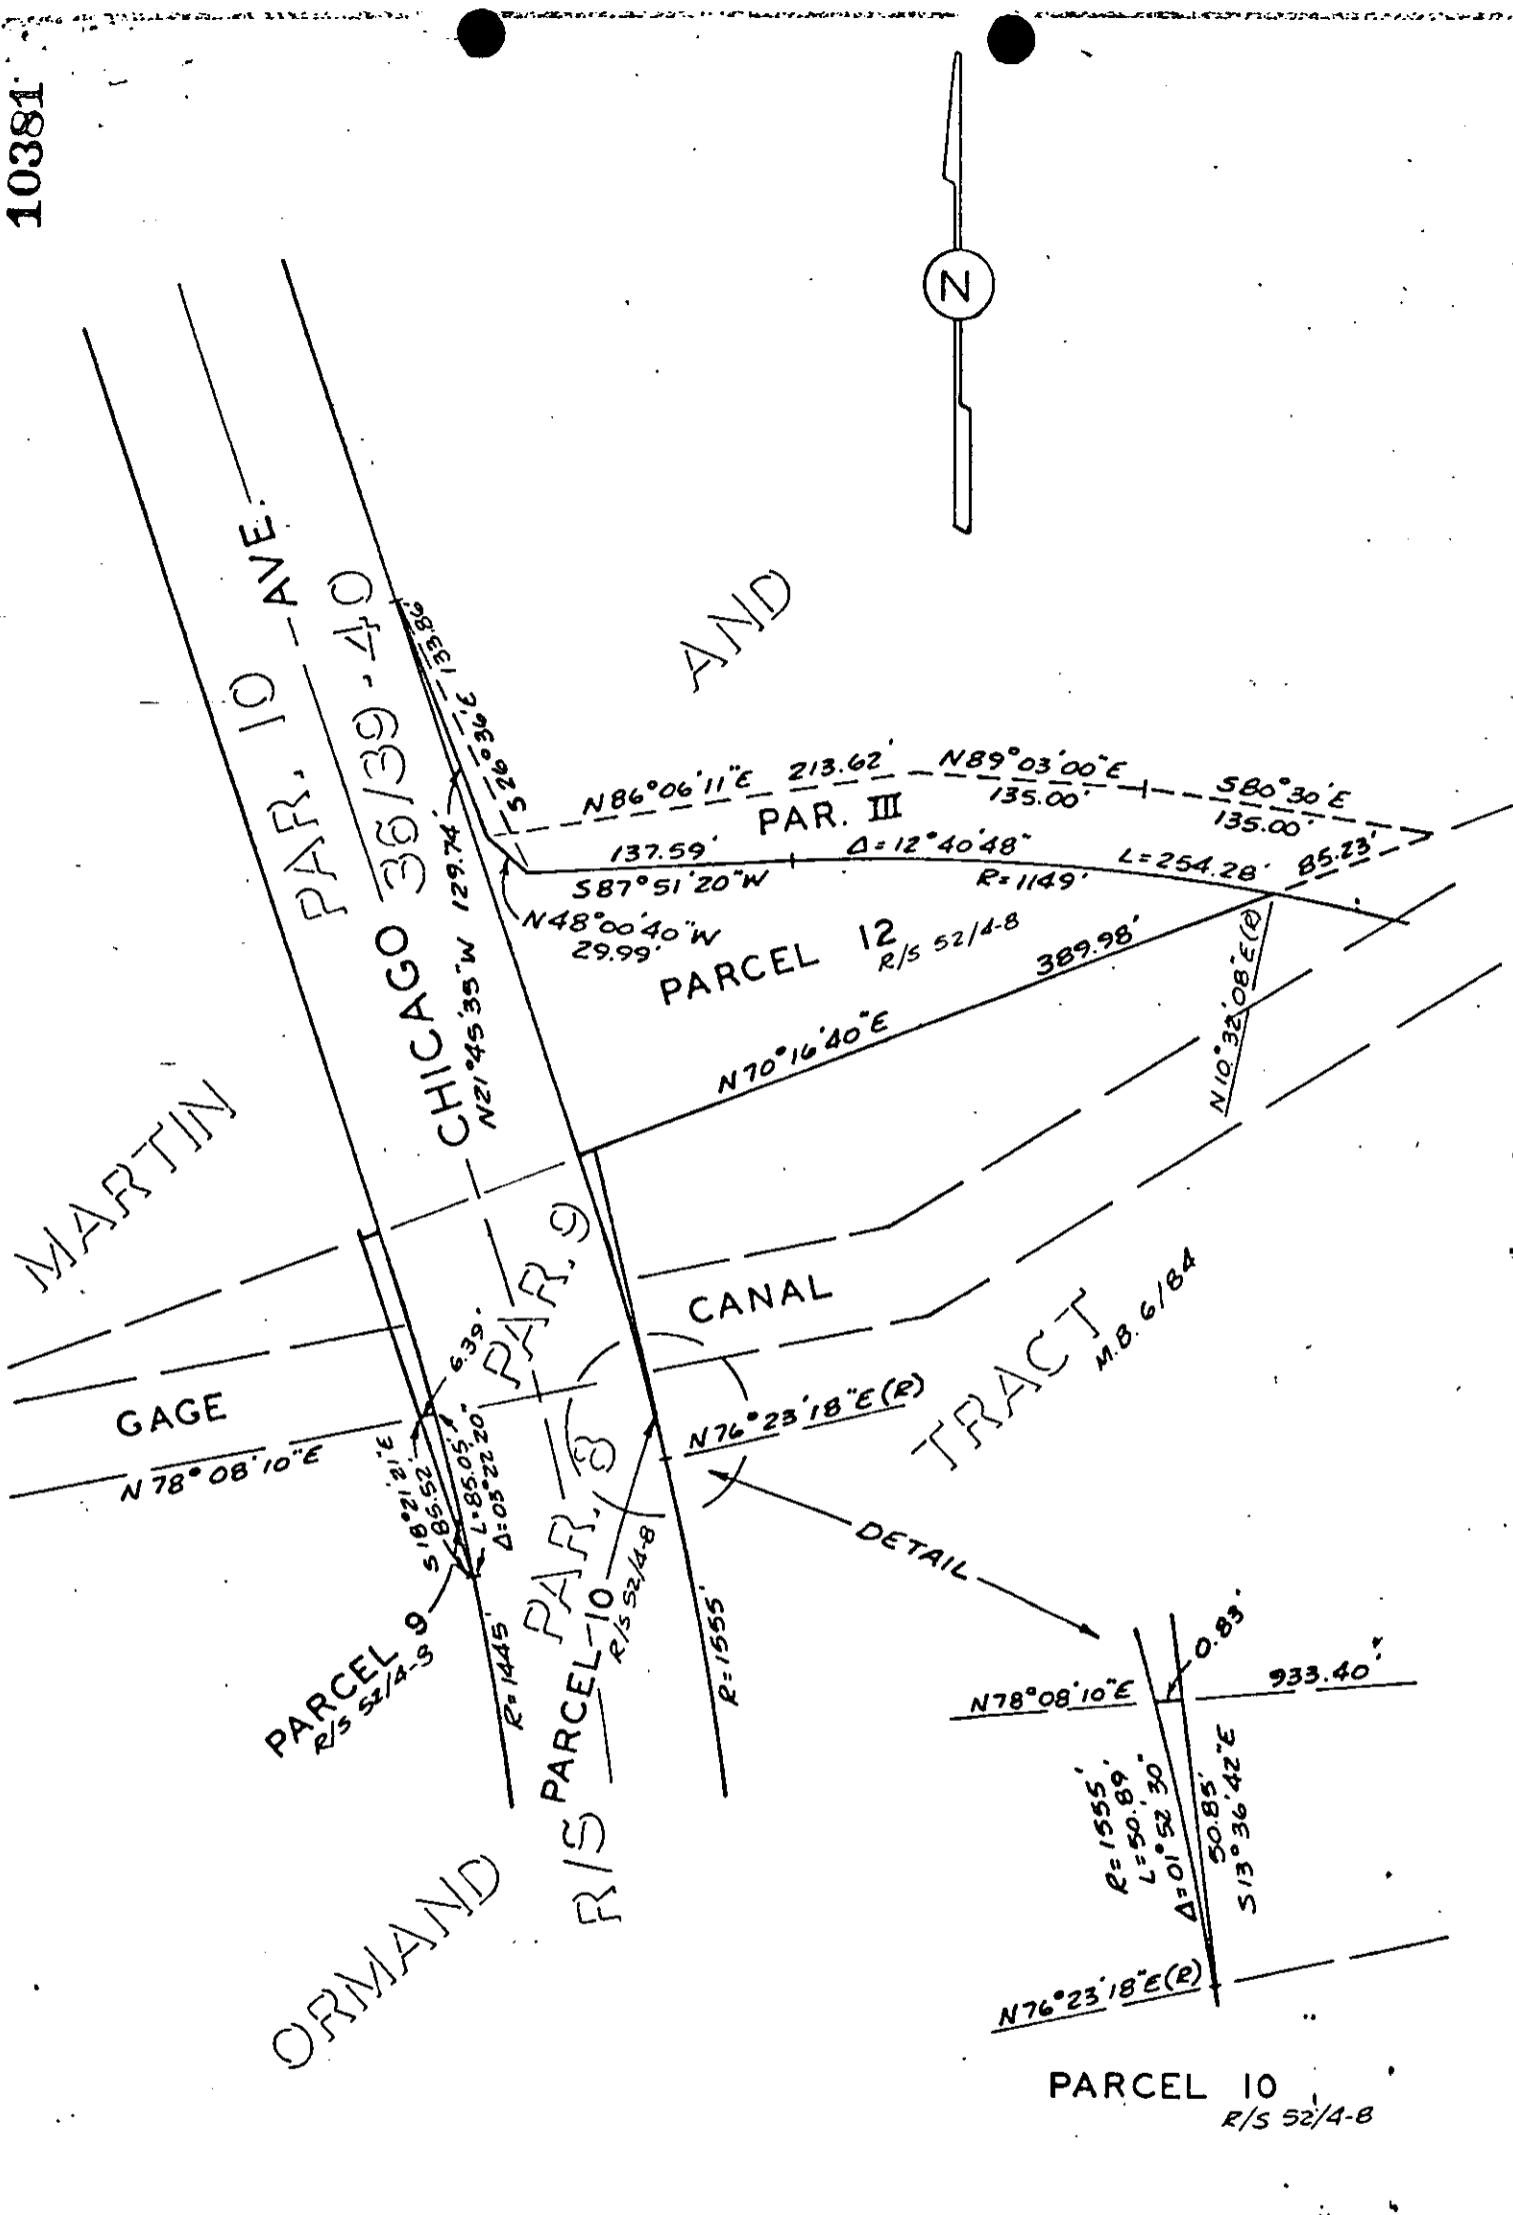 10381
N
AVE.
PAR. 10
36/39-40
CHICAGO
AND
133.86'
S 26°36'E
N86°06'11"E 213.62'
N89°03'00"E
135.00'
S80°30'E
135.00'
PAR. III
137.59'
S87°51'20"W
Δ=12°40'48"
R=1149'
L=254.28'
85.23'
N48°00'40"W
29.99'
N21°45'35"W 129.74'
PARCEL 12
R/S 52/4-8
389.98'
N70°16'40"E
N10°32'08"E(R)
MARTIN
PAR. 9
CANAL
TRACT
M.B. 6/84
GAGE
N78°08'10"E
6.39'
S18°21'21"E
85.52'
L=85.05'
Δ=03°22'20"
N76°23'18"E(R)
PAR. 8
DETAIL
PARCEL 9
R/S 52/4-8
R=1445'
PARCEL-10
R/S 52/4-8
R/S
R=1555'
ORMAND
0.83'
N78°08'10"E
933.40'
R=1555'
L=50.89'
Δ=01°52'30"
50.85'
S13°36'42"E
N76°23'18"E(R)
PARCEL 10
R/S 52/4-8